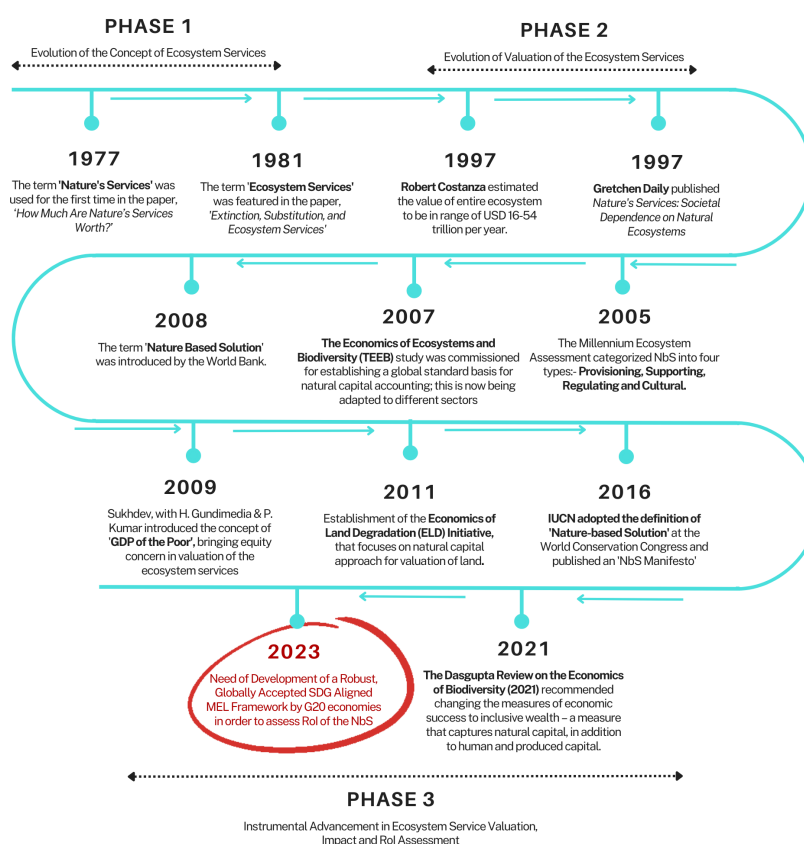 PHASE 1
Evolution of the Concept of Ecosystem Services
PHASE 2
Evolution of Valuation of the Ecosystem Services
1977
The term 'Nature's Services' was
used for the first time in the paper,
'How Much Are Nature's Services
Worth?'
1981
The term 'Ecosystem Services'
was featured in the paper,
'Extinction, Substitution, and
Ecosystem Services'
1997
Robert Costanza estimated
the value of entire ecosystem
to be in range of USD 16-54
trillion per year.
1997
Gretchen Daily published
Nature's Services: Societal
Dependence on Natural
Ecosystems
2008
The term 'Nature Based Solution'
was introduced by the World Bank.
2007
The Economics of Ecosystems and
Biodiversity (TEEB) study was commissioned
for establishing a global standard basis for
natural capital accounting; this is now being
adapted to different sectors
2005
The Millennium Ecosystem
Assessment categorized NbS into four
types:- Provisioning, Supporting,
Regulating and Cultural.
2009
Sukhdev, with H. Gundimedia & P.
Kumar introduced the concept of
'GDP of the Poor', bringing equity
concern in valuation of the
ecosystem services
2011
Establishment of the Economics of
Land Degradation (ELD) Initiative,
that focuses on natural capital
approach for valuation of land.
2016
IUCN adopted the definition of
'Nature-based Solution' at the
World Conservation Congress and
published an 'NbS Manifesto'
2023
Need of Development of a Robust,
Globally Accepted SDG Aligned
MEL Framework by G20 economies
in order to assess RoI of the NbS
2021
The Dasgupta Review on the Economics
of Biodiversity (2021) recommended
changing the measures of economic
success to inclusive wealth – a measure
that captures natural capital, in addition
to human and produced capital.
PHASE 3
Instrumental Advancement in Ecosystem Service Valuation,
Impact and RoI Assessment